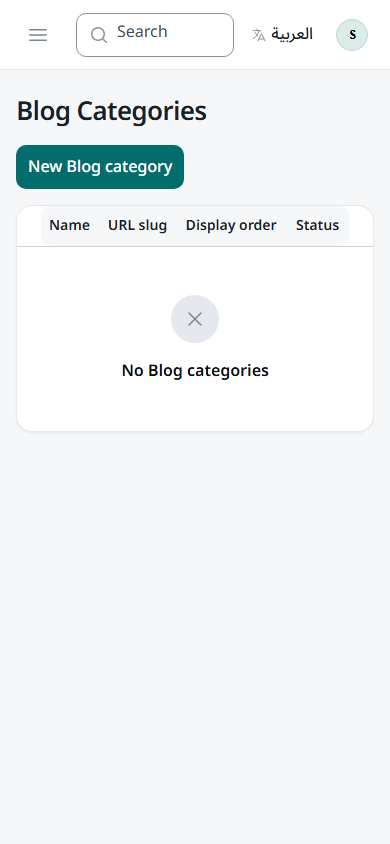 Search
العربية
S
Blog Categories
New Blog category
Name URL slug Display order Status
No Blog categories